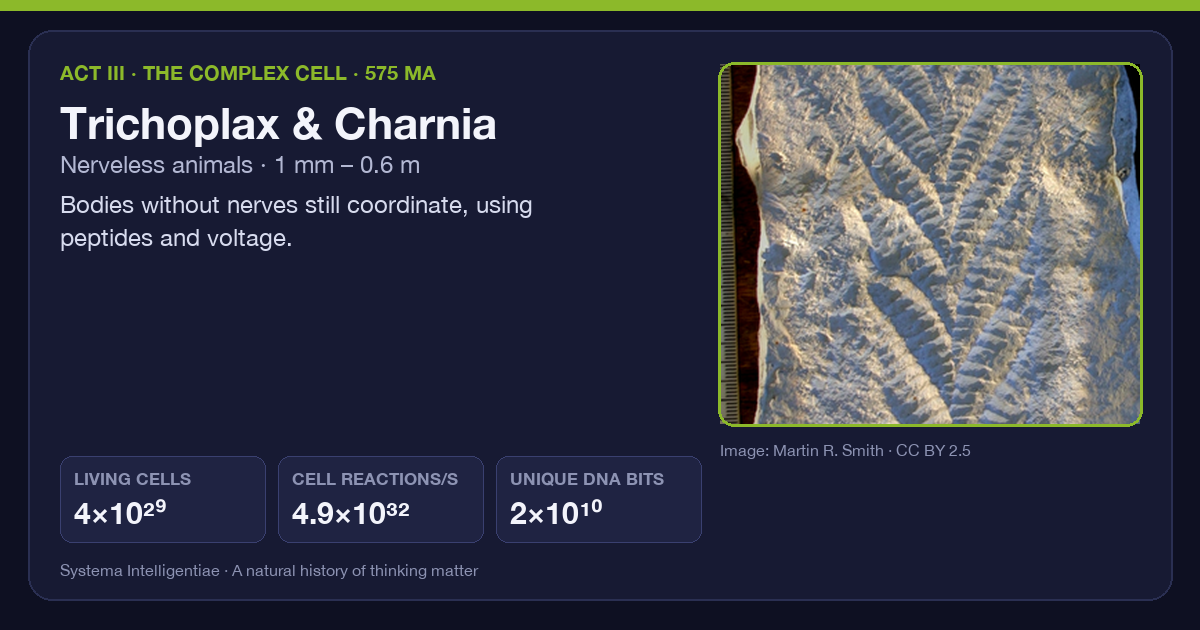 ACT III · THE COMPLEX CELL · 575 MA
Trichoplax & Charnia
Nerveless animals · 1 mm – 0.6 m
Bodies without nerves still coordinate, using
peptides and voltage.
Image: Martin R. Smith · CC BY 2.5
LIVING CELLS
4×10²⁹
CELL REACTIONS/S
4.9×10³²
UNIQUE DNA BITS
2×10¹⁰
Systema Intelligentiae · A natural history of thinking matter